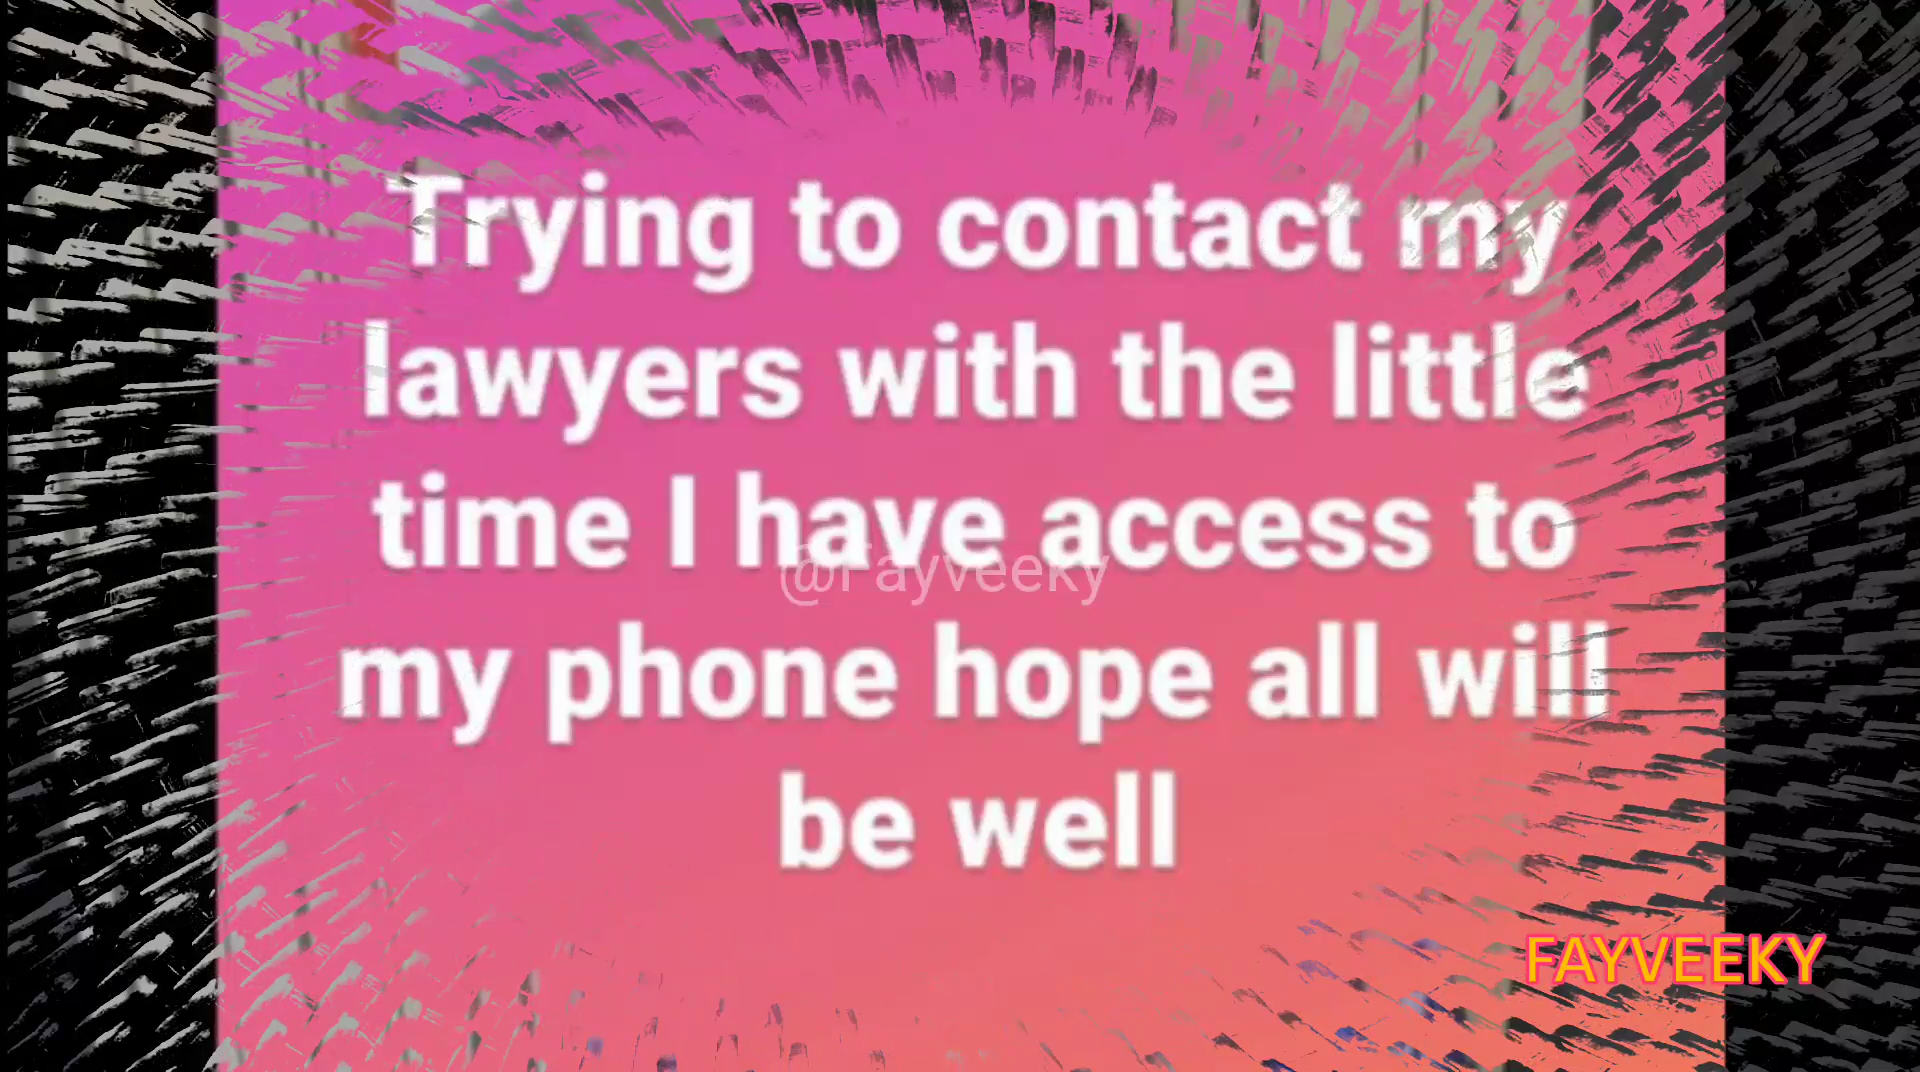 Trying to contact my
lawyers with the little
time I have access to
my phone hope all will
be well
@Fayveeky
FAYVEEKY